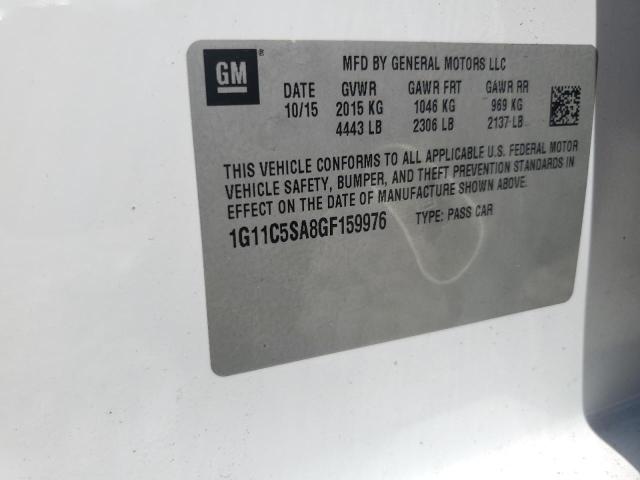 GM
MFD BY GENERAL MOTORS LLC
DATE GVWR GAWR FRT GAWR RR
10/15 2015 KG 1046 KG 969 KG
4443 LB 2306 LB 2137 LB
THIS VEHICLE CONFORMS TO ALL APPLICABLE U.S. FEDERAL MOTOR
VEHICLE SAFETY, BUMPER, AND THEFT PREVENTION STANDARDS IN
EFFECT ON THE DATE OF MANUFACTURE SHOWN ABOVE.
1G11C5SA8GF159976 TYPE: PASS CAR